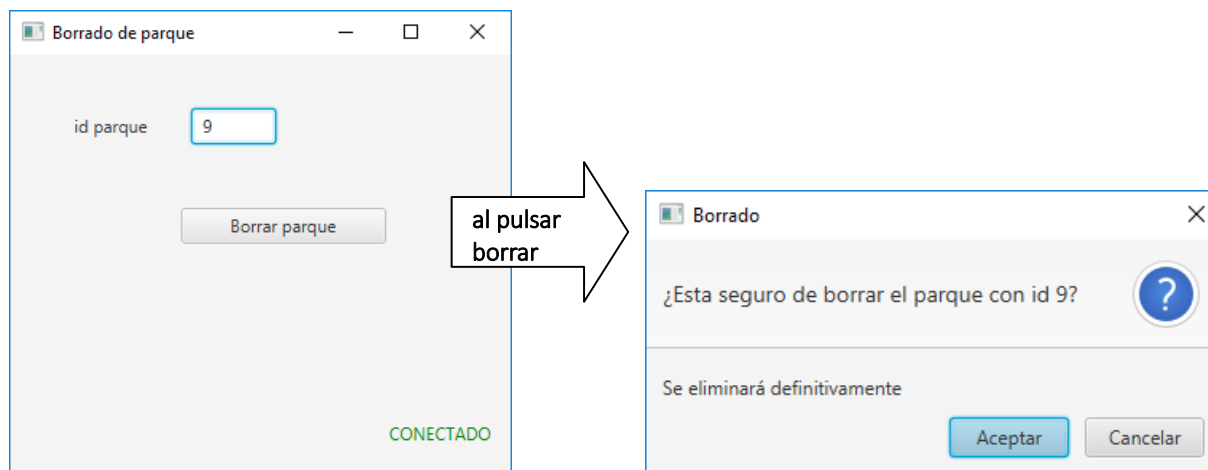 Borrado de parque
id parque
9
Borrar parque
CONECTADO
al pulsar
borrar
Borrado
¿Esta seguro de borrar el parque con id 9?
?
Se eliminará definitivamente
Aceptar
Cancelar